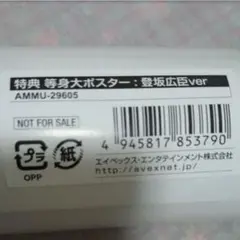 特典 等身大ポスター：登坂広臣ver
AMMU-29605
NOT FOR SALE
4 945817 853790
プラ 紙
OPP
エイベックス・エンタテインメント株式会社
http://avexnet.jp/